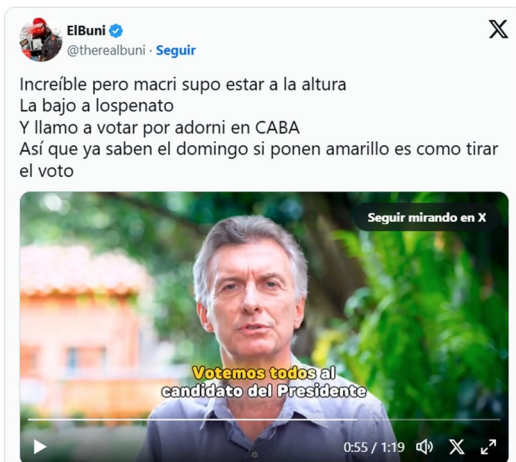 ElBuni
@therealbuni · Seguir
Increíble pero macri supo estar a la altura
La bajo a lospenato
Y llamo a votar por adorni en CABA
Así que ya saben el domingo si ponen amarillo es como tirar
el voto
Seguir mirando en X
Votemos todos al
candidato del Presidente
0:55 / 1:19